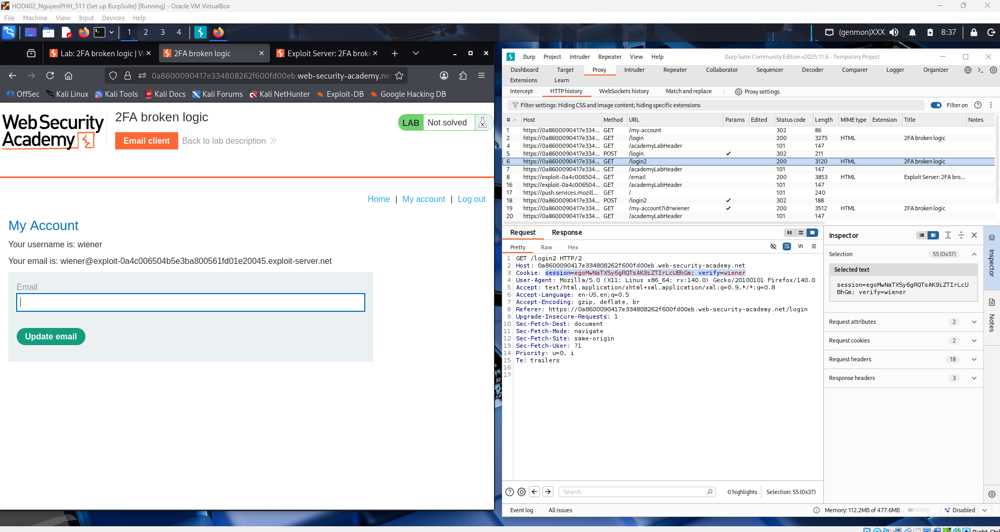 HOD402_NguyenPHH_511 (Set up BurpSuite) [Running] - Oracle VM VirtualBox
File Machine View Input Devices Help
1 2 3 4
(genmon)XXX 8:37
Lab: 2FA broken logic | W
2FA broken logic
Exploit Server: 2FA broke
0a8600090417e334808262f600fd00eb.web-security-academy.ne
OffSec Kali Linux Kali Tools Kali Docs Kali Forums Kali NetHunter Exploit-DB Google Hacking DB
WebSecurity
Academy
2FA broken logic
Email client
Back to lab description
LAB Not solved
Home | My account | Log out
My Account
Your username is: wiener
Your email is: wiener@exploit-0a4c006504b5e3ba800561fd01e20045.exploit-server.net
Email
Update email
Burp Project Intruder Repeater View Help
Burp Suite Community Edition v2025.11.6 - Temporary Project
Dashboard Target Proxy Intruder Repeater Collaborator Sequencer Decoder Comparer Logger Organizer
Extensions Learn
Intercept HTTP history WebSockets history Match and replace Proxy settings
Filter settings: Hiding CSS and image content; hiding specific extensions
Filter on
# Host Method URL Params Edited Status code Length MIME type Extension Title Notes
1 https://0a8600090417e334... GET /my-account 302 86
2 https://0a8600090417e334... GET /login 200 3275 HTML 2FA broken logic
4 https://0a8600090417e334... GET /academyLabHeader 101 147
5 https://0a8600090417e334... POST /login ✓ 302 211
6 https://0a8600090417e334... GET /login2 200 3120 HTML 2FA broken logic
7 https://0a8600090417e334... GET /academyLabHeader 101 147
8 https://exploit-0a4c006504... GET /email 200 3853 HTML Exploit Server: 2FA bro...
16 https://exploit-0a4c006504... GET /academyLabHeader 101 147
17 https://push.services.mozill... GET / 101 240
18 https://0a8600090417e334... POST /login2 ✓ 302 188
19 https://0a8600090417e334... GET /my-account?id=wiener ✓ 200 3512 HTML 2FA broken logic
20 https://0a8600090417e334... GET /academyLabHeader 101 147
Request Response
Pretty Raw Hex
\n
1 GET /login2 HTTP/2
2 Host: 0a8600090417e334808262f600fd00eb.web-security-academy.net
3 Cookie: session=egoMwNaTX5y6gRQTsAK9iZTIrLcUBhGm; verify=wiener
4 User-Agent: Mozilla/5.0 (X11; Linux x86_64; rv:140.0) Gecko/20100101 Firefox/140.0
5 Accept: text/html,application/xhtml+xml,application/xml;q=0.9,*/*;q=0.8
6 Accept-Language: en-US,en;q=0.5
7 Accept-Encoding: gzip, deflate, br
8 Referer: https://0a8600090417e334808262f600fd00eb.web-security-academy.net/login
9 Upgrade-Insecure-Requests: 1
10 Sec-Fetch-Dest: document
11 Sec-Fetch-Mode: navigate
12 Sec-Fetch-Site: same-origin
13 Sec-Fetch-User: ?1
14 Priority: u=0, i
15 Te: trailers
16
17
Search
0 highlights
Selection: 55 (0x37)
Inspector
Selection 55 (0x37)
Selected text
session=egoMwNaTX5y6gRQTsAK9iZTIrLcU
BhGm; verify=wiener
Request attributes 2
Request cookies 2
Request headers 18
Response headers 3
Inspector
Notes
Event log All issues
Memory: 112.2MB of 477.6MB
Disabled